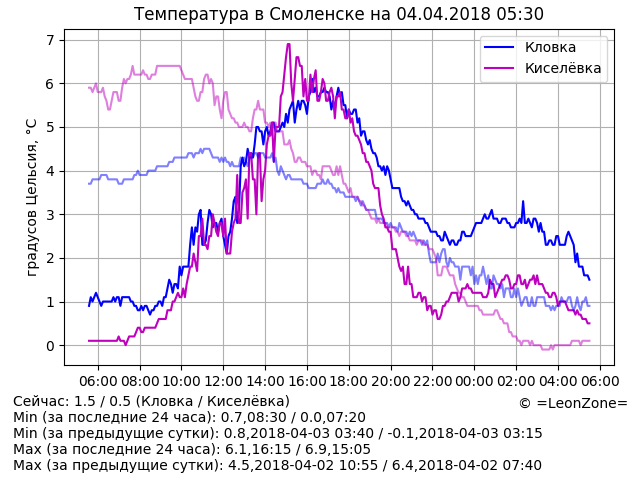 Температура в Смоленске на 04.04.2018 05:30
градусов Цельсия, °C
7
6
5
4
3
2
1
0
Кловка
Киселёвка
06:00 08:00 10:00 12:00 14:00 16:00 18:00 20:00 22:00 00:00 02:00 04:00 06:00
Сейчас: 1.5 / 0.5 (Кловка / Киселёвка)
© =LeonZone=
Min (за последние 24 часа): 0.7,08:30 / 0.0,07:20
Min (за предыдущие сутки): 0.8,2018-04-03 03:40 / -0.1,2018-04-03 03:15
Max (за последние 24 часа): 6.1,16:15 / 6.9,15:05
Max (за предыдущие сутки): 4.5,2018-04-02 10:55 / 6.4,2018-04-02 07:40